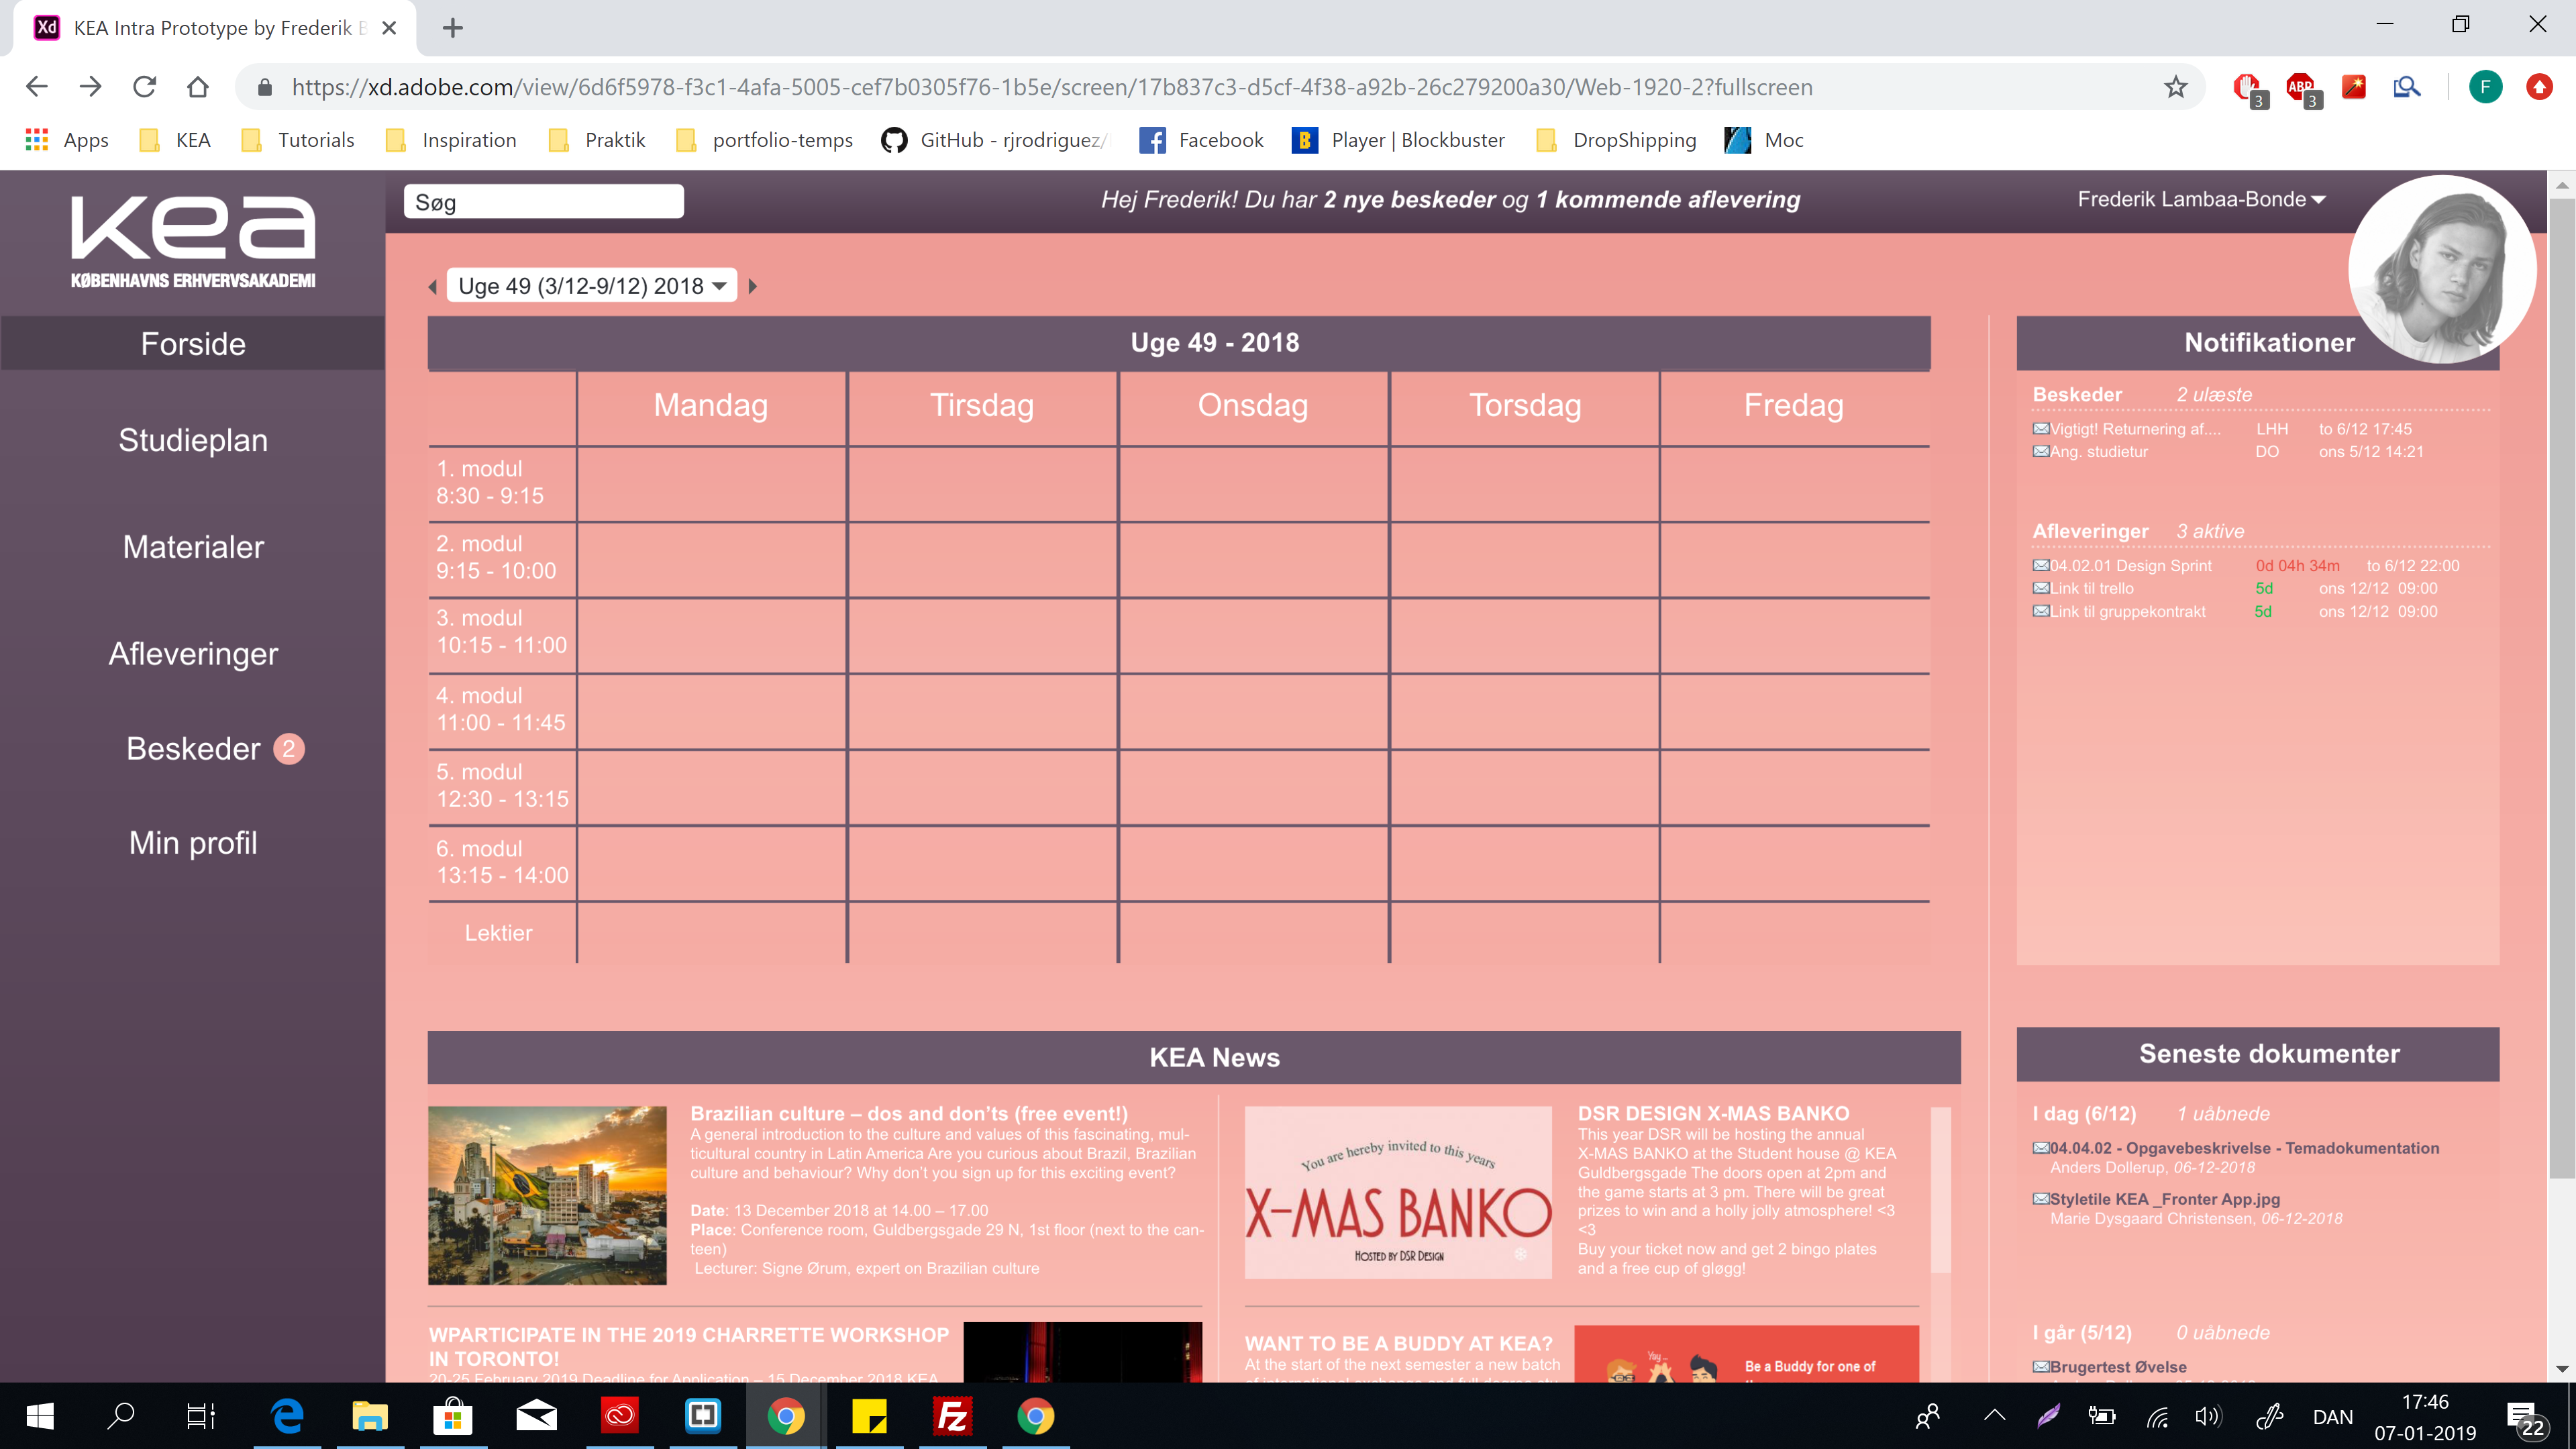 KEA Intra Prototype by Frederik B
https://xd.adobe.com/view/6d6f5978-f3c1-4afa-5005-cef7b0305f76-1b5e/screen/17b837c3-d5cf-4f38-a92b-26c279200a30/Web-1920-2?fullscreen
3
ABP
3
F
Apps
KEA
Tutorials
Inspiration
Praktik
portfolio-temps
GitHub - rjrodriguez/
Facebook
Player | Blockbuster
DropShipping
Moc
kea
KØBENHAVNS ERHVERVSAKADEMI
Søg
Hej Frederik! Du har 2 nye beskeder og 1 kommende aflevering
Frederik Lambaa-Bonde
Forside
Studieplan
Materialer
Afleveringer
Beskeder 2
Min profil
Uge 49 (3/12-9/12) 2018
Uge 49 - 2018
Mandag Tirsdag Onsdag Torsdag Fredag
1. modul
8:30 - 9:15
2. modul
9:15 - 10:00
3. modul
10:15 - 11:00
4. modul
11:00 - 11:45
5. modul
12:30 - 13:15
6. modul
13:15 - 14:00
Lektier
Notifikationer
Beskeder 2 ulæste
Vigtigt! Returnering af.... LHH to 6/12 17:45
Ang. studietur DO ons 5/12 14:21
Afleveringer 3 aktive
04.02.01 Design Sprint 0d 04h 34m to 6/12 22:00
Link til trello 5d ons 12/12 09:00
Link til gruppekontrakt 5d ons 12/12 09:00
KEA News
Brazilian culture – dos and don'ts (free event!)
A general introduction to the culture and values of this fascinating, mul-
ticultural country in Latin America Are you curious about Brazil, Brazilian
culture and behaviour? Why don't you sign up for this exciting event?
Date: 13 December 2018 at 14.00 – 17.00
Place: Conference room, Guldbergsgade 29 N, 1st floor (next to the can-
teen)
Lecturer: Signe Ørum, expert on Brazilian culture
You are hereby invited to this years
X-MAS BANKO
HOSTED BY DSR DESIGN
DSR DESIGN X-MAS BANKO
This year DSR will be hosting the annual
X-MAS BANKO at the Student house @ KEA
Guldbergsgade The doors open at 2pm and
the game starts at 3 pm. There will be great
prizes to win and a holly jolly atmosphere! <3
<3
Buy your ticket now and get 2 bingo plates
and a free cup of gløgg!
WPARTICIPATE IN THE 2019 CHARRETTE WORKSHOP
IN TORONTO!
20-25 February 2019 Deadline for Application – 15 December 2018 KEA
WANT TO BE A BUDDY AT KEA?
At the start of the next semester a new batch
of international exchange and full degree
Yay...
Be a Buddy for one of
Seneste dokumenter
I dag (6/12) 1 uåbnede
04.04.02 - Opgavebeskrivelse - Temadokumentation
Anders Dollerup, 06-12-2018
Styletile KEA _Fronter App.jpg
Marie Dysgaard Christensen, 06-12-2018
I går (5/12) 0 uåbnede
Brugertest Øvelse
DAN
17:46
07-01-2019
22